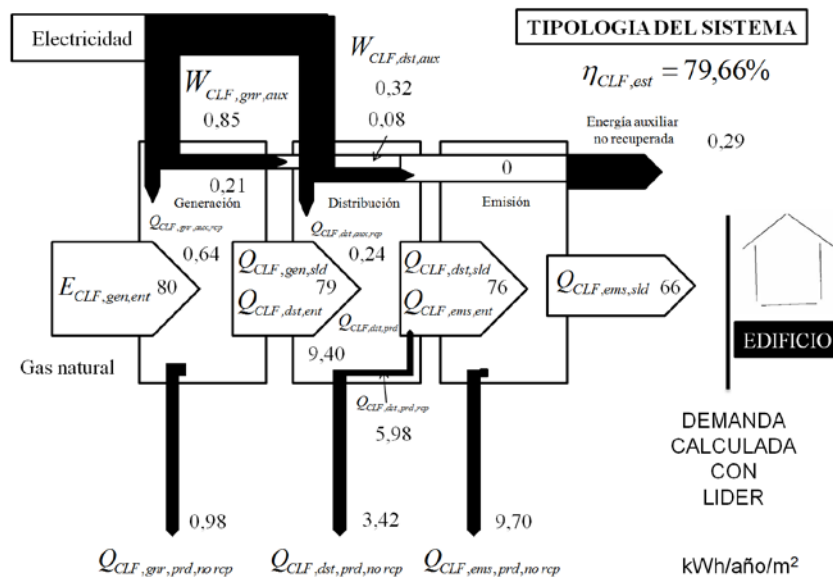 Electricidad
TIPOLOGIA DEL SISTEMA
W_CLF,dst,aux
η_CLF,est = 79,66%
W_CLF,gnr,aux
0,32
0,85
0,08
Energía auxiliar
no recuperada
0,29
0
0,21
Generación
Distribución
Emisión
Q_CLF,gnr,aux,rcp
Q_CLF,dst,aux,rcp
0,64
0,24
E_CLF,gen,ent 80
Q_CLF,gen,sld
79
Q_CLF,dst,ent
Q_CLF,dst,sld
76
Q_CLF,ems,ent
Q_CLF,ems,sld 66
Q_CLF,dst,prd
EDIFICIO
Gas natural
9,40
Q_CLF,dst,prd,rcp
5,98
DEMANDA
CALCULADA
CON
LIDER
0,98
3,42
9,70
Q_CLF,gnr,prd,no rcp
Q_CLF,dst,prd,no rcp
Q_CLF,ems,prd,no rcp
kWh/año/m²